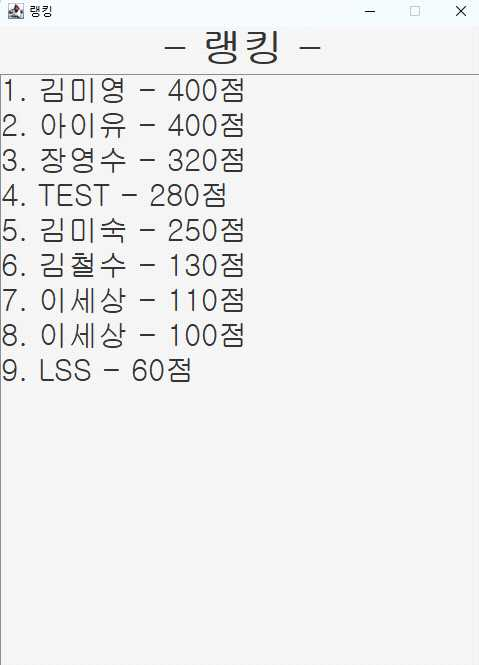 랭킹
- 랭킹 -
1. 김미영 - 400점
2. 아이유 - 400점
3. 장영수 - 320점
4. TEST - 280점
5. 김미숙 - 250점
6. 김철수 - 130점
7. 이세상 - 110점
8. 이세상 - 100점
9. LSS - 60점